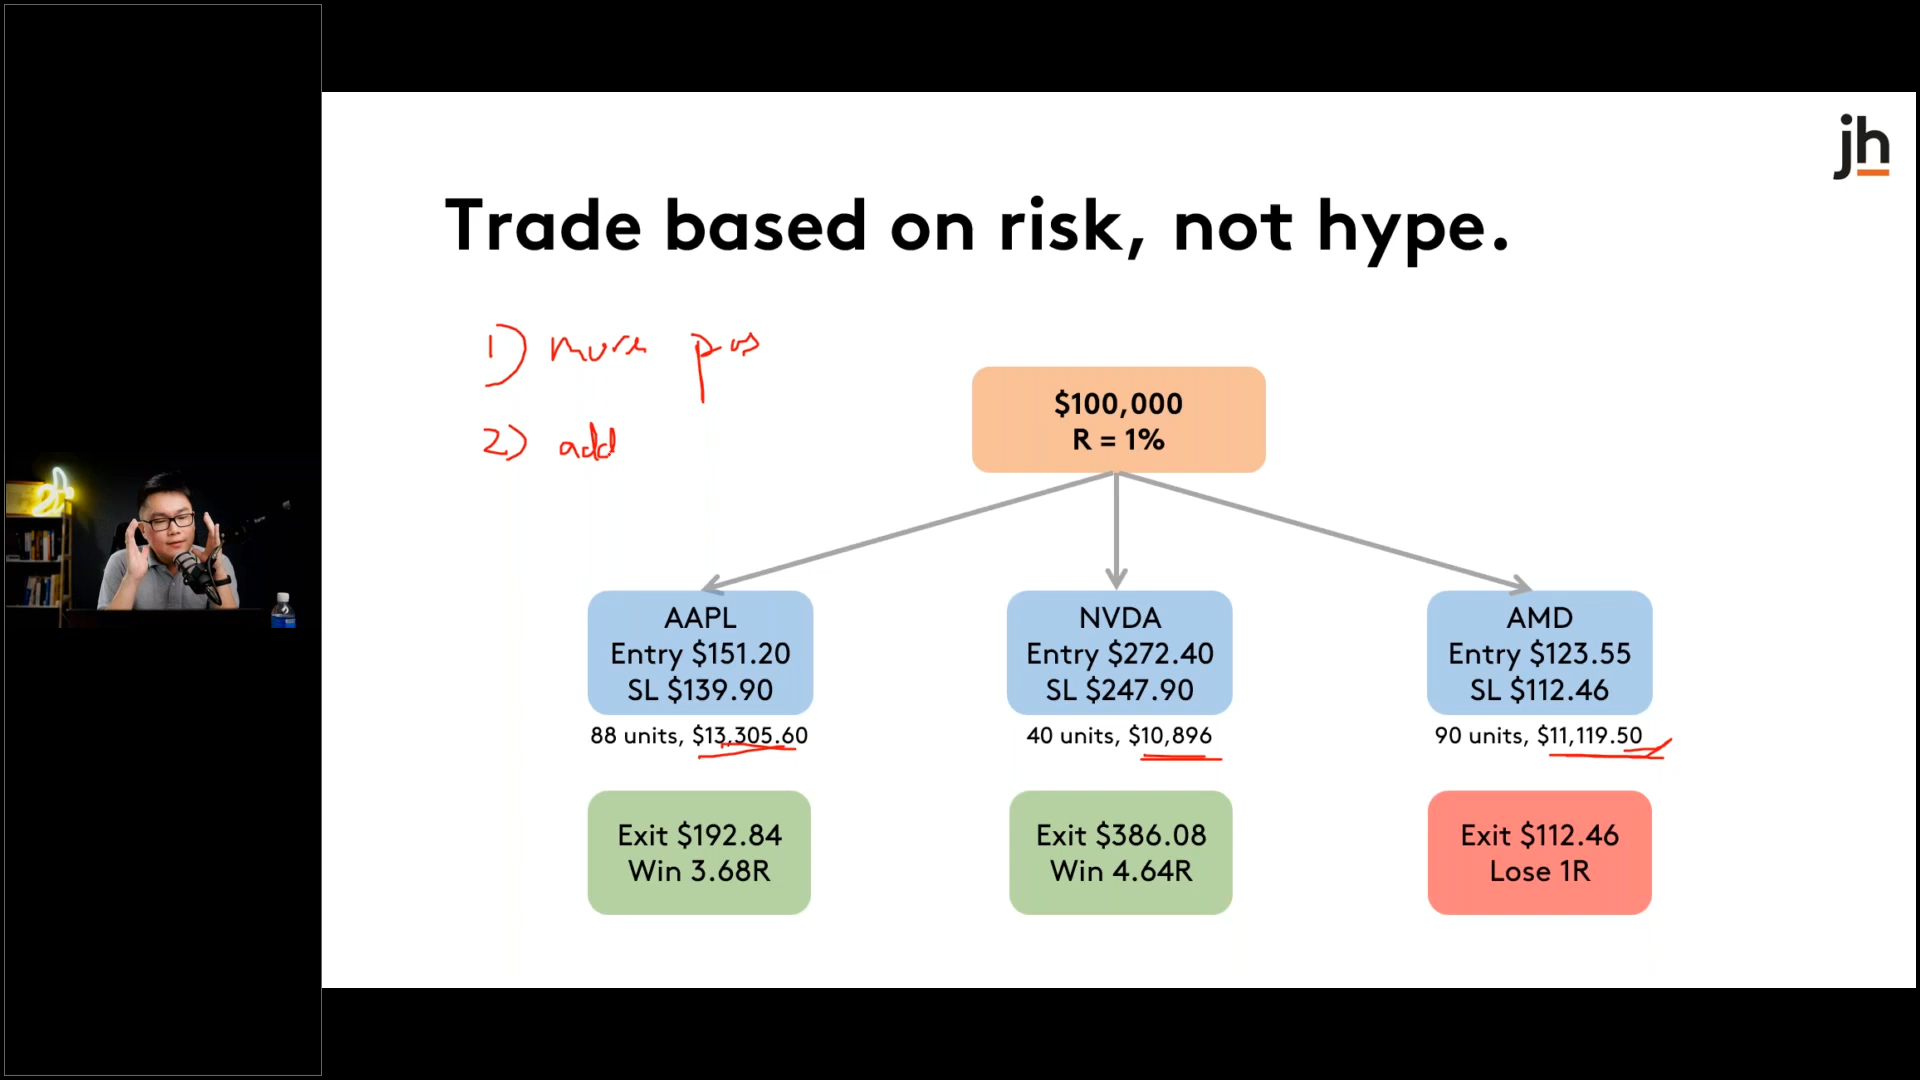 jh
Trade based on risk, not hype.
1) more pos
2) add
$100,000
R = 1%
AAPL
Entry $151.20
SL $139.90
88 units, $13,305.60
NVDA
Entry $272.40
SL $247.90
40 units, $10,896
AMD
Entry $123.55
SL $112.46
90 units, $11,119.50
Exit $192.84
Win 3.68R
Exit $386.08
Win 4.64R
Exit $112.46
Lose 1R